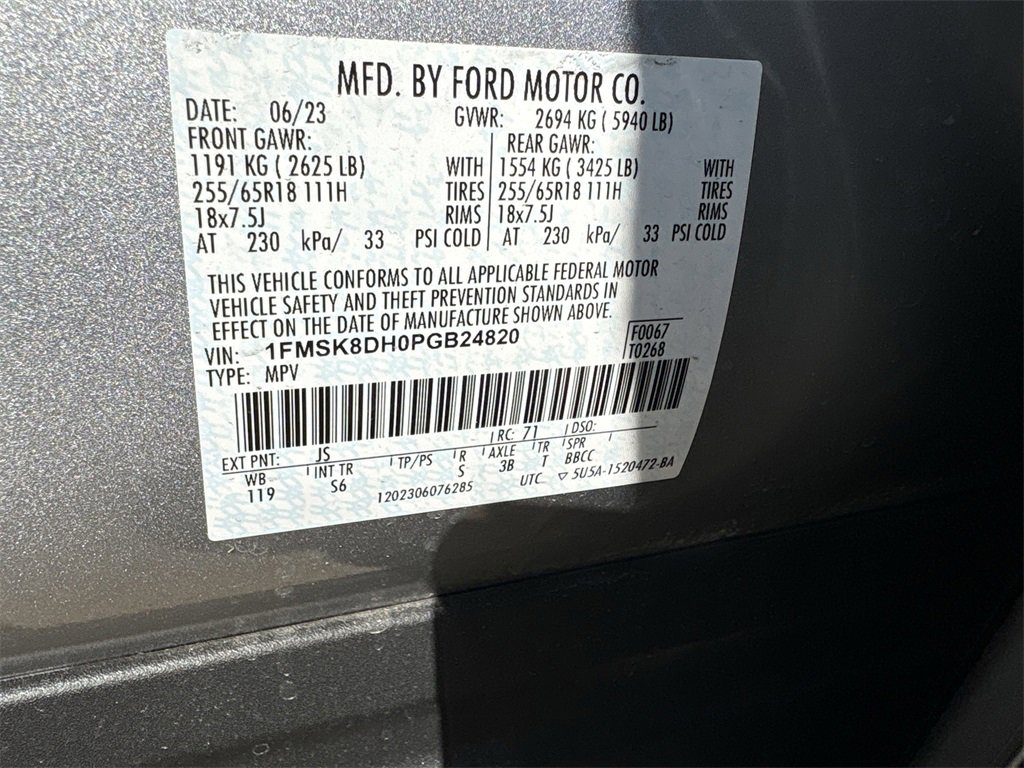 MFD. BY FORD MOTOR CO.
DATE: 06/23 GVWR: 2694 KG ( 5940 LB)
FRONT GAWR: REAR GAWR:
1191 KG ( 2625 LB) WITH 1554 KG ( 3425 LB) WITH
255/65R18 111H TIRES 255/65R18 111H TIRES
18x7.5J RIMS 18x7.5J RIMS
AT 230 kPa/ 33 PSI COLD AT 230 kPa/ 33 PSI COLD
THIS VEHICLE CONFORMS TO ALL APPLICABLE FEDERAL MOTOR
VEHICLE SAFETY AND THEFT PREVENTION STANDARDS IN
EFFECT ON THE DATE OF MANUFACTURE SHOWN ABOVE.
VIN: 1FMSK8DH0PGB24820 F0067
TYPE: MPV T0268
EXT PNT: JS RC: 71 DSO:
WB INT TR TP/PS R AXLE TR SPR
119 S6 S 3B T BBCC
1202306076285 UTC ▽ 5U5A-1520472-BA